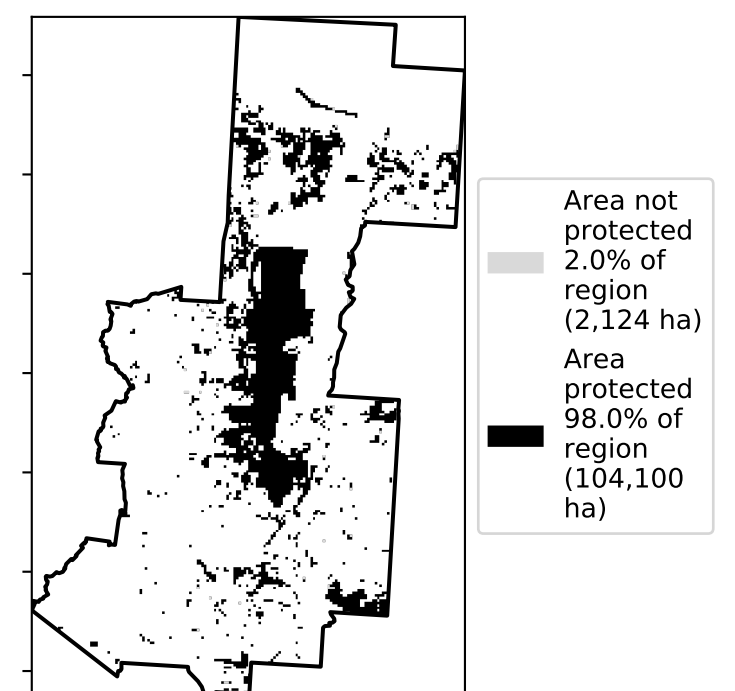 Area not
protected
2.0% of
region
(2,124 ha)
Area
protected
98.0% of
region
(104,100
ha)